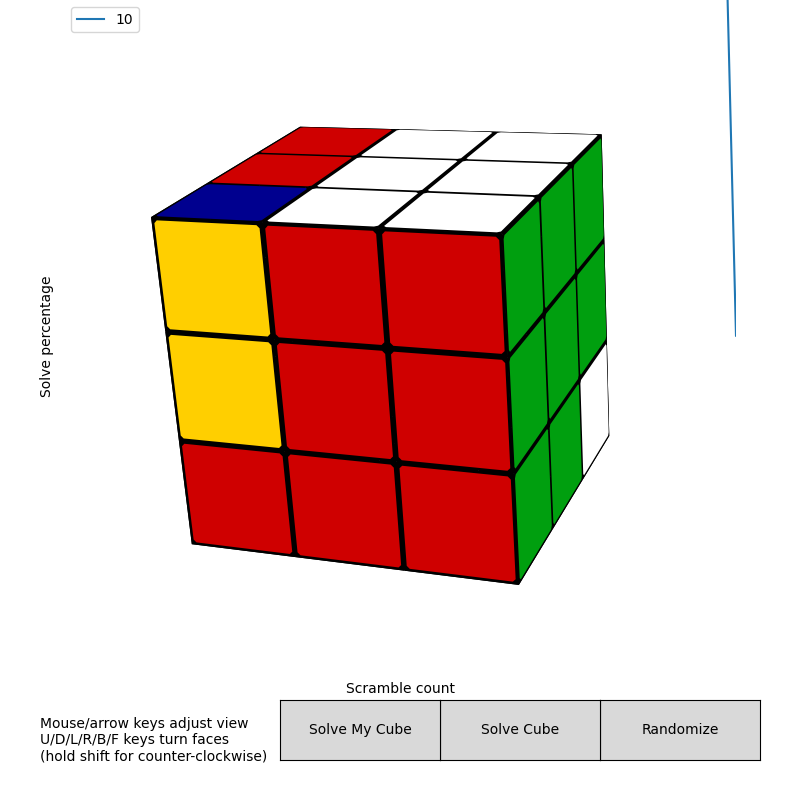 10
Solve percentage
Scramble count
Mouse/arrow keys adjust view
U/D/L/R/B/F keys turn faces
(hold shift for counter-clockwise)
Solve My Cube
Solve Cube
Randomize